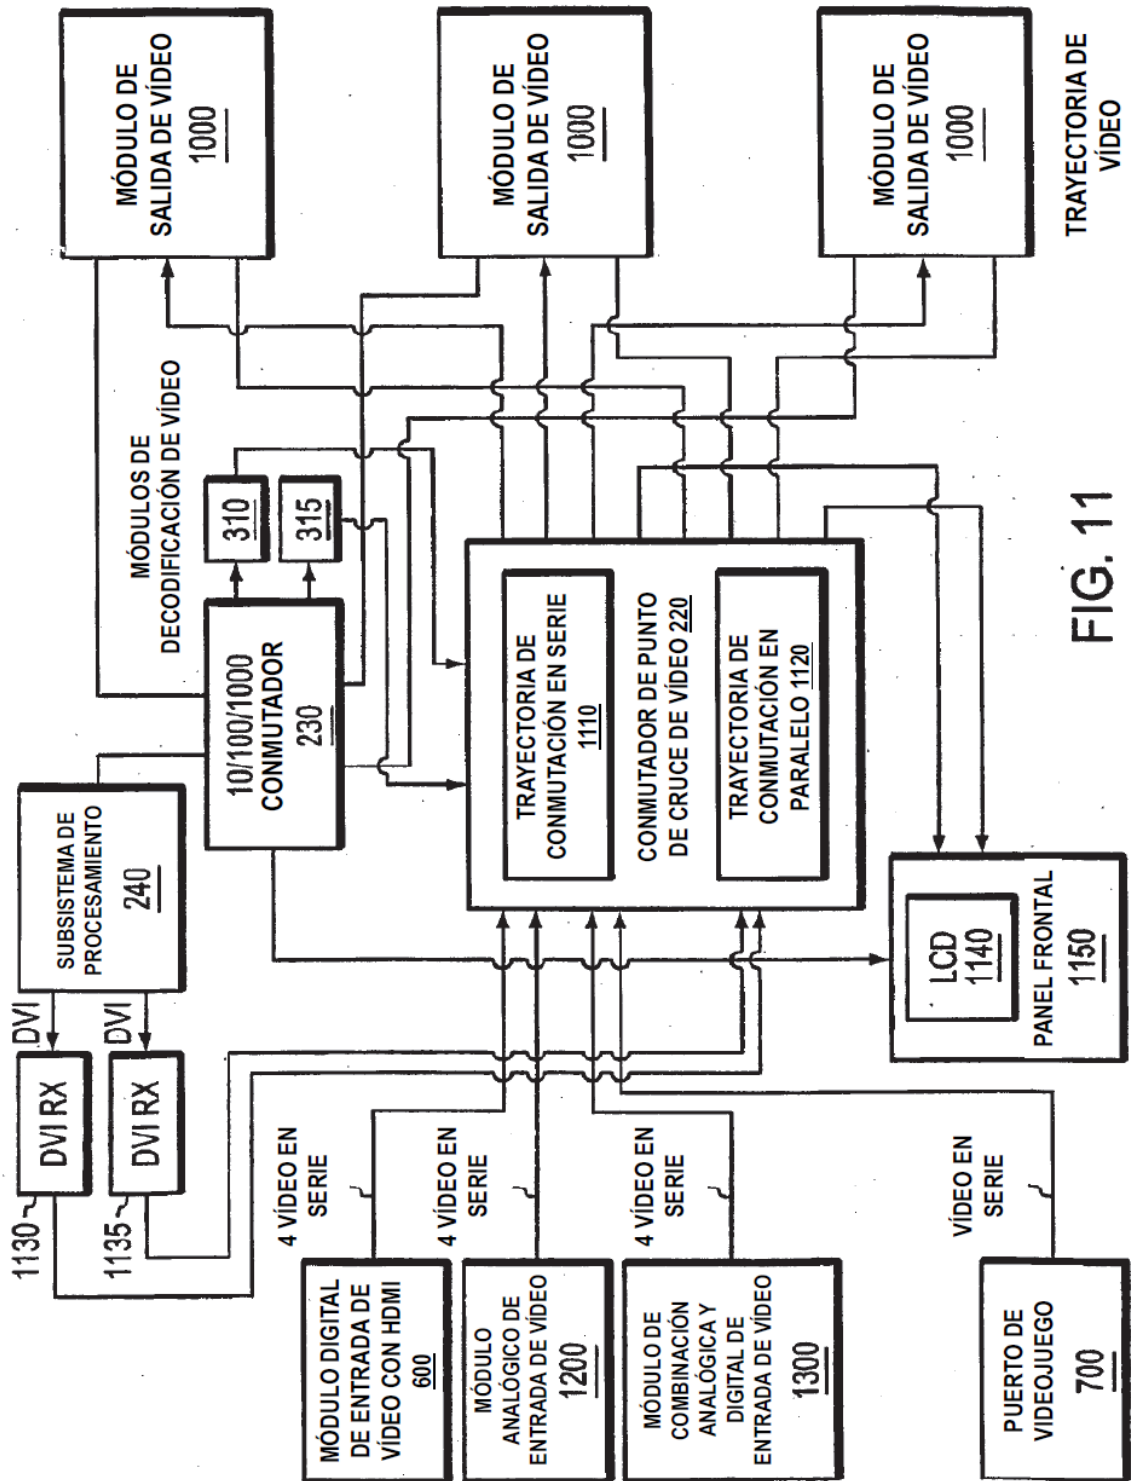 1130
DVI RX
DVI
1135
DVI RX
DVI
SUBSISTEMA DE
PROCESAMIENTO
240
10/100/1000
CONMUTADOR
230
MÓDULOS DE
DECODIFICACIÓN DE VÍDEO
310
315
MÓDULO DE
SALIDA DE VÍDEO
1000
MÓDULO DE
SALIDA DE VÍDEO
1000
MÓDULO DE
SALIDA DE VÍDEO
1000
MÓDULO DIGITAL
DE ENTRADA DE
VÍDEO CON HDMI
600
4 VÍDEO EN
SERIE
MÓDULO
ANALÓGICO DE
ENTRADA DE VÍDEO
1200
4 VÍDEO EN
SERIE
MÓDULO DE
COMBINACIÓN
ANALÓGICA Y
DIGITAL DE
ENTRADA DE VÍDEO
1300
4 VÍDEO EN
SERIE
PUERTO DE
VIDEOJUEGO
700
VÍDEO EN
SERIE
TRAYECTORIA DE
CONMUTACIÓN EN SERIE
1110
CONMUTADOR DE PUNTO
DE CRUCE DE VÍDEO 220
TRAYECTORIA DE
CONMUTACIÓN EN
PARALELO 1120
LCD
1140
PANEL FRONTAL
1150
TRAYECTORIA DE
VÍDEO
FIG. 11